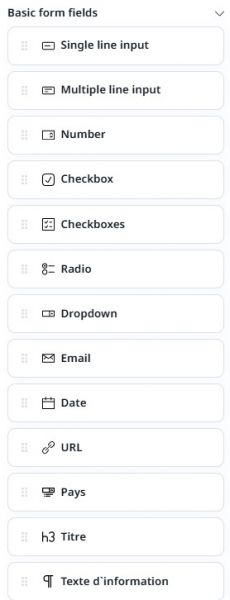 Basic form fields
Single line input
Multiple line input
Number
Checkbox
Checkboxes
Radio
Dropdown
Email
Date
URL
Pays
h3 Titre
Texte d`information